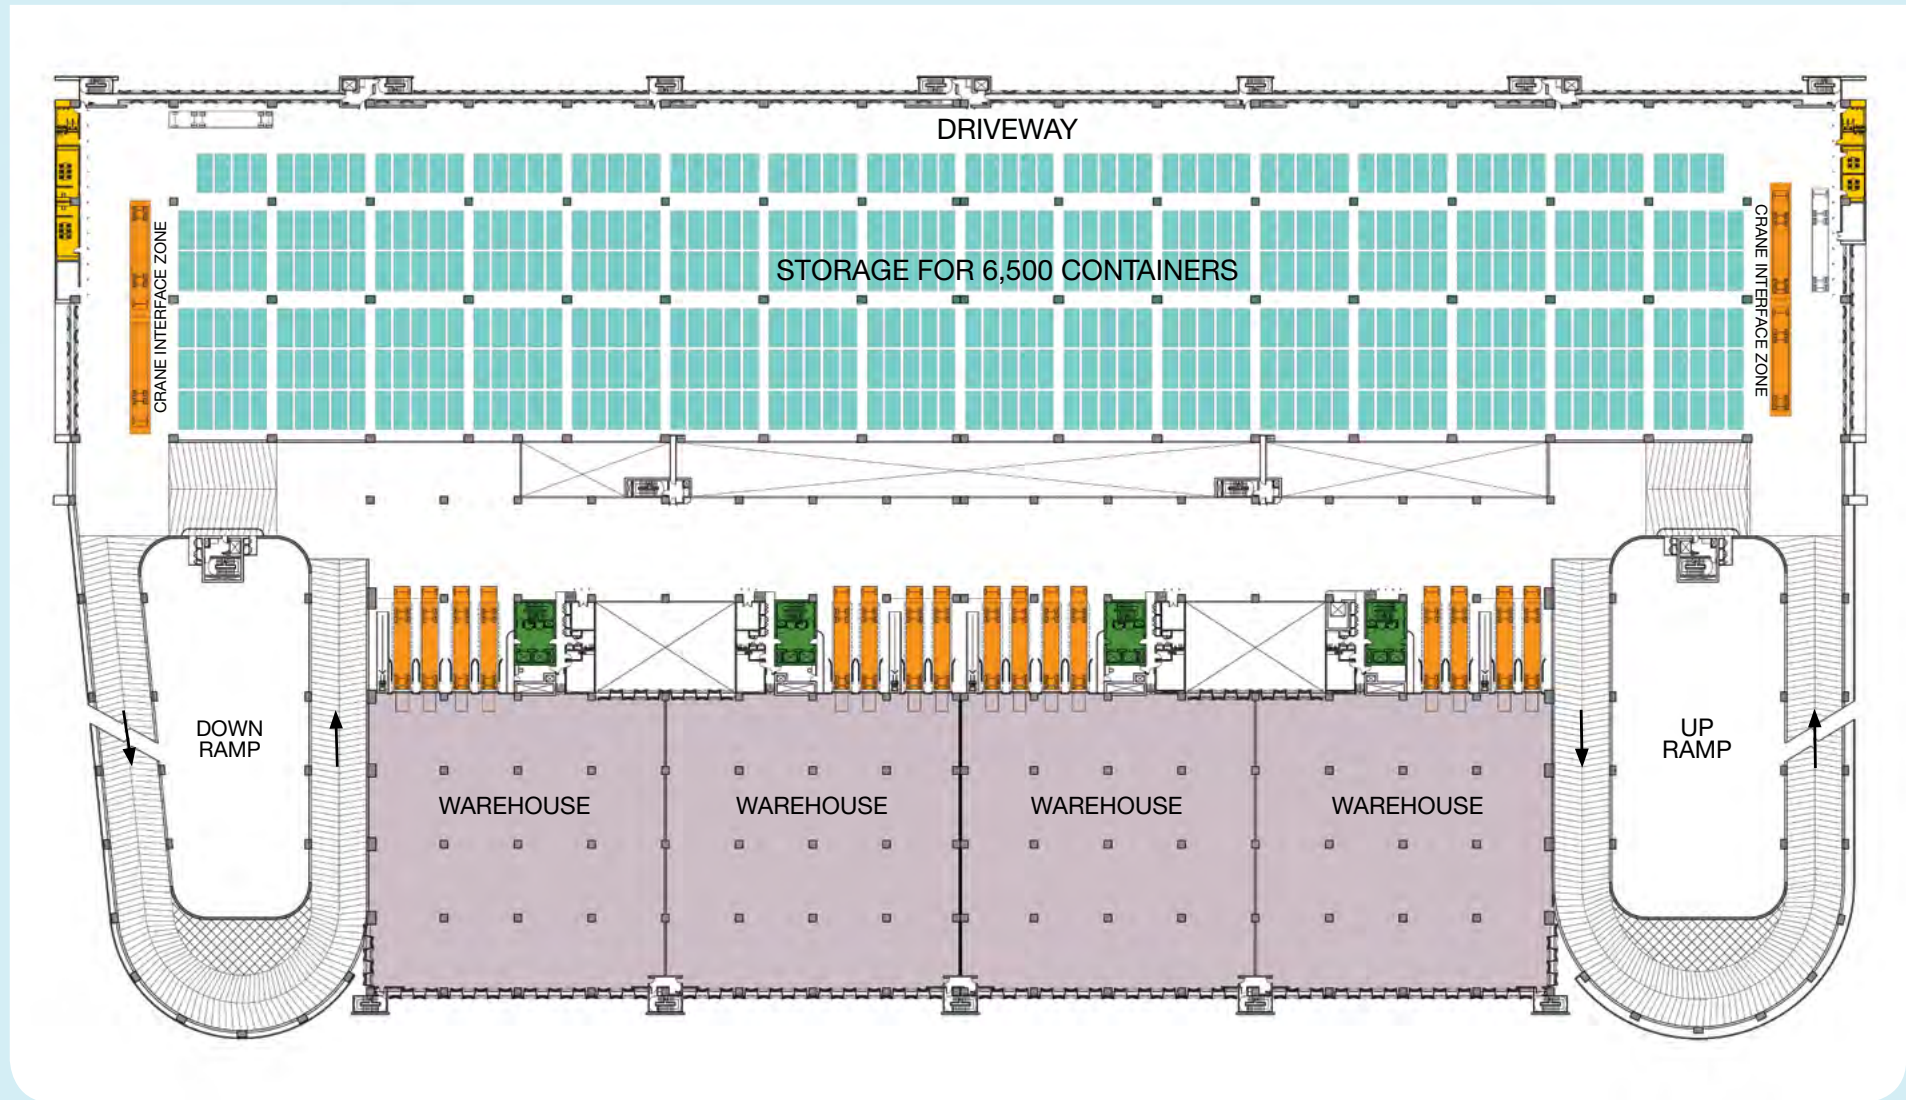 DRIVEWAY
CRANE INTERFACE ZONE
STORAGE FOR 6,500 CONTAINERS
CRANE INTERFACE ZONE
DOWN
RAMP
UP
RAMP
WAREHOUSE
WAREHOUSE
WAREHOUSE
WAREHOUSE